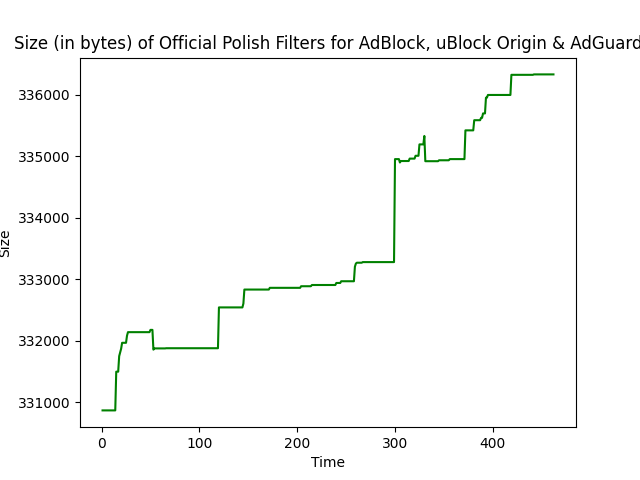 Size (in bytes) of Official Polish Filters for AdBlock, uBlock Origin & AdGuard
336000
335000
334000
333000
332000
331000
Size
0 100 200 300 400
Time